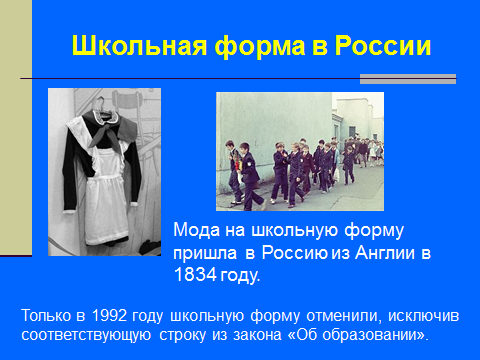 Школьная форма в России
Мода на школьную форму
пришла в Россию из Англии в
1834 году.
Только в 1992 году школьную форму отменили, исключив
соответствующую строку из закона «Об образовании».